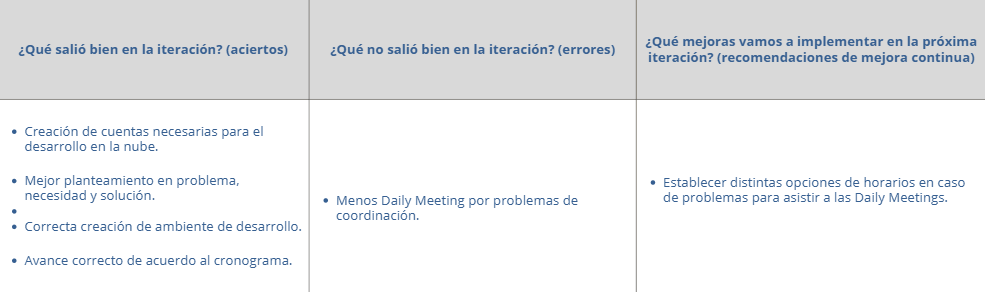 ¿Qué salió bien en la iteración? (aciertos)
¿Qué no salió bien en la iteración? (errores)
¿Qué mejoras vamos a implementar en la próxima
iteración? (recomendaciones de mejora continua)
• Creación de cuentas necesarias para el
desarrollo en la nube.
• Mejor planteamiento en problema,
necesidad y solución.
•
• Correcta creación de ambiente de desarrollo.
• Avance correcto de acuerdo al cronograma.
• Menos Daily Meeting por problemas de
coordinación.
• Establecer distintas opciones de horarios en caso
de problemas para asistir a las Daily Meetings.